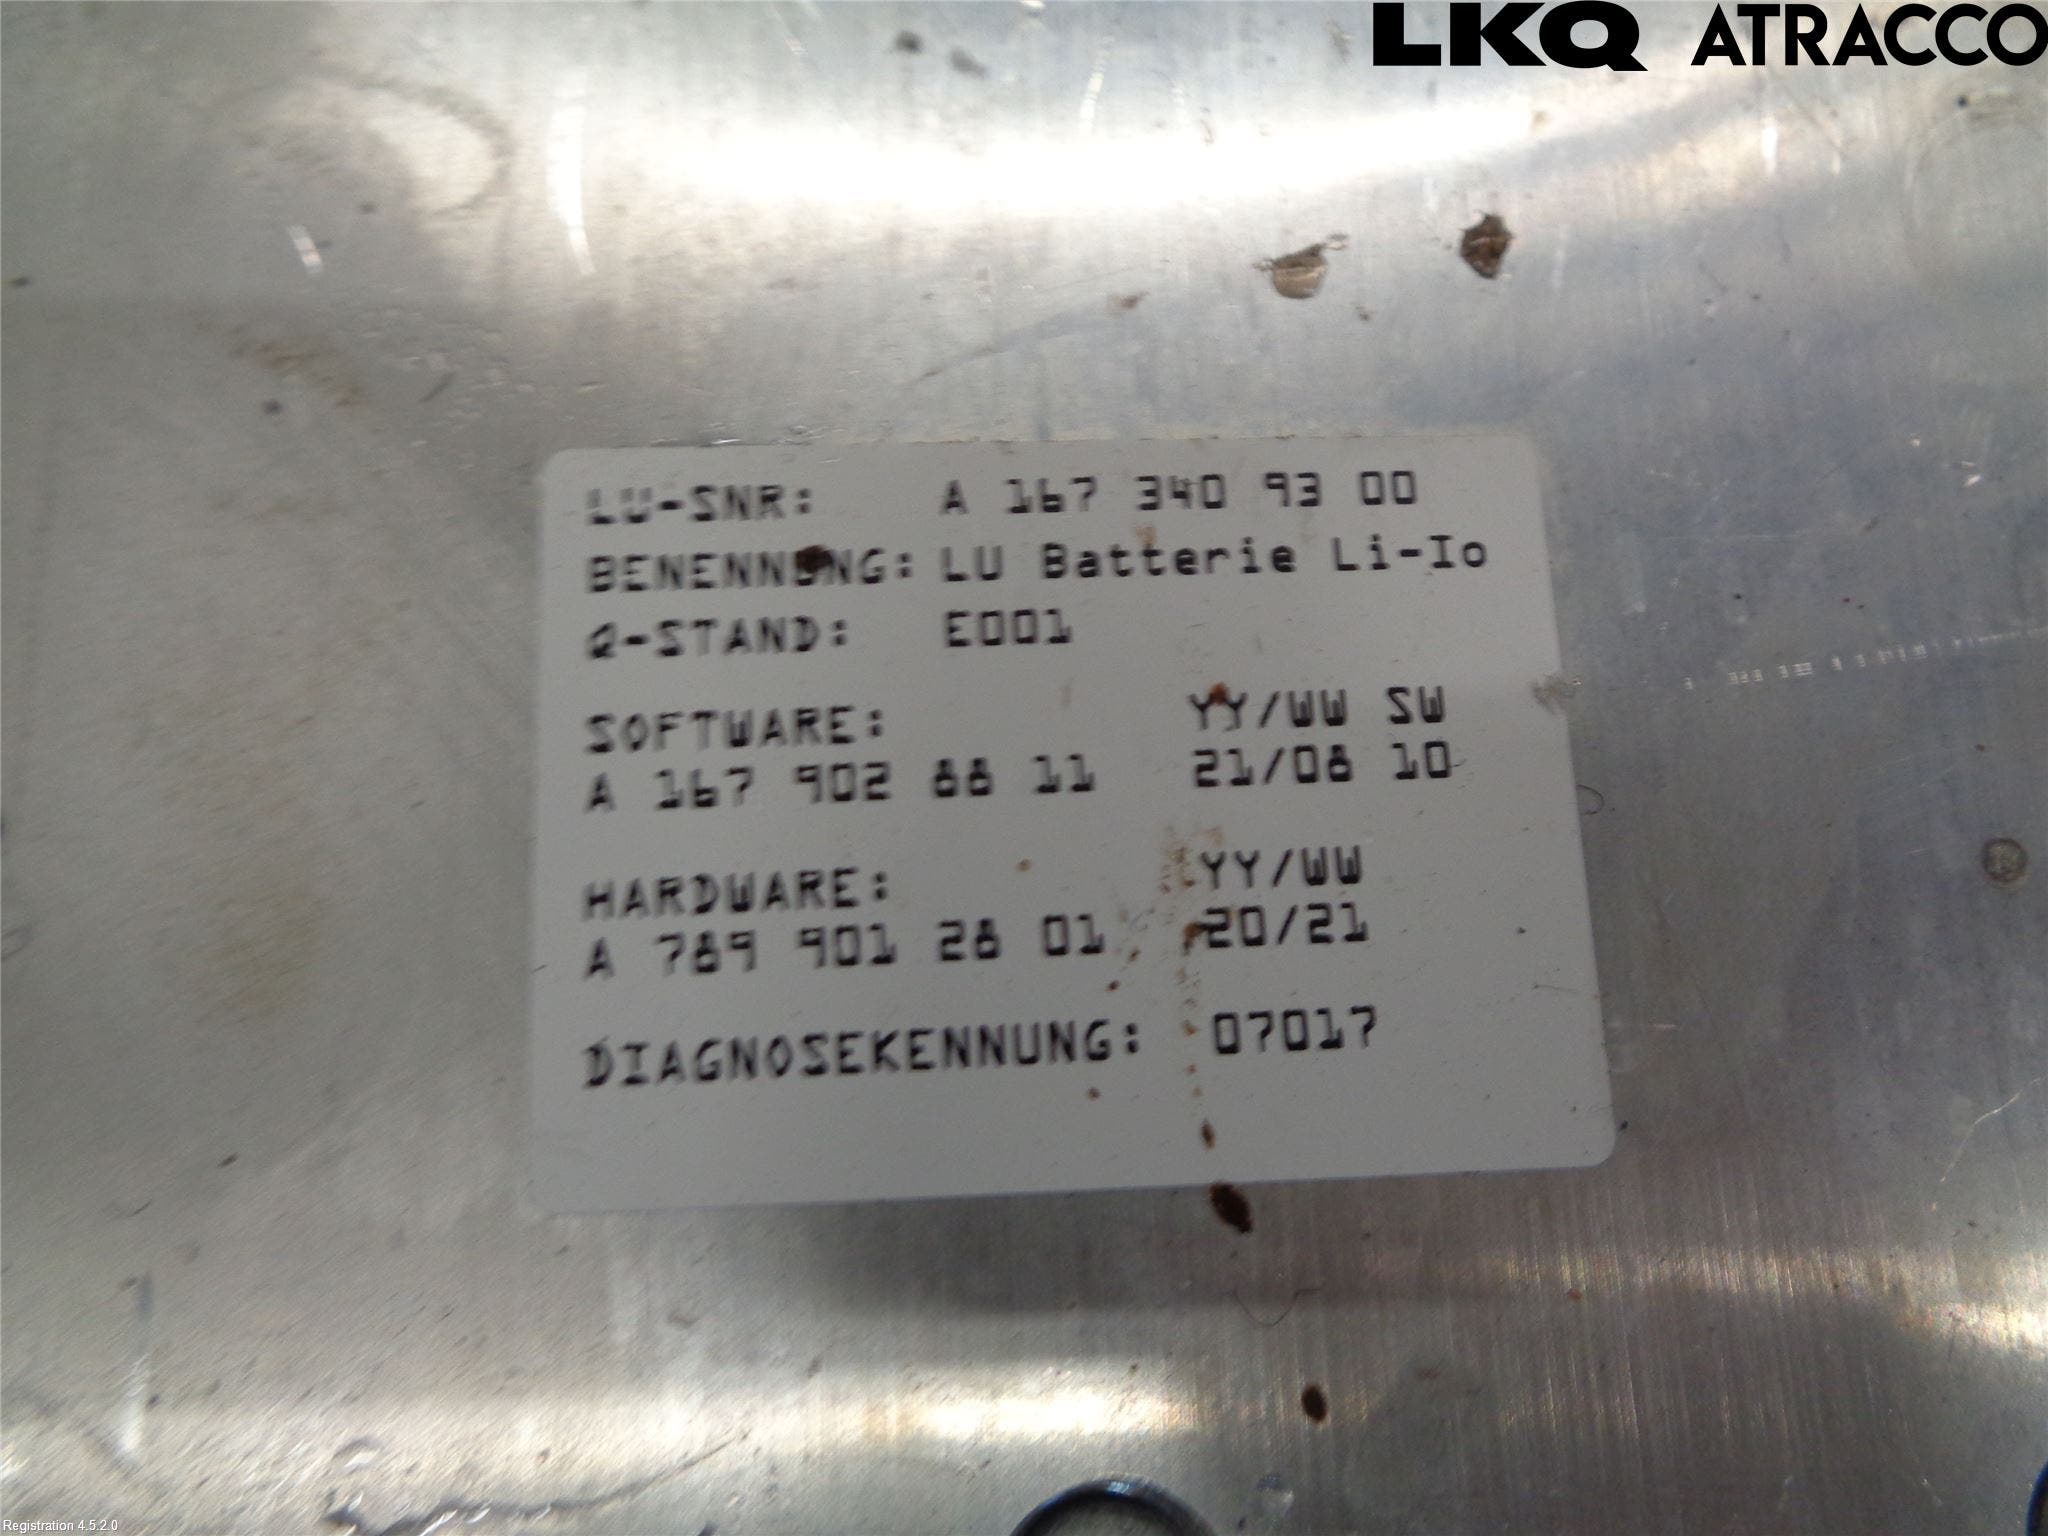 LKQ ATRACCO
LU-SNR: A 167 340 93 00
BENENNUNG: LU Batterie Li-Io
Q-STAND: E001
SOFTWARE: YY/WW SW
A 167 902 88 11 21/08 10
HARDWARE: YY/WW
A 789 901 28 01 20/21
DIAGNOSEKENNUNG: 07017
Registration 4.5.2.0